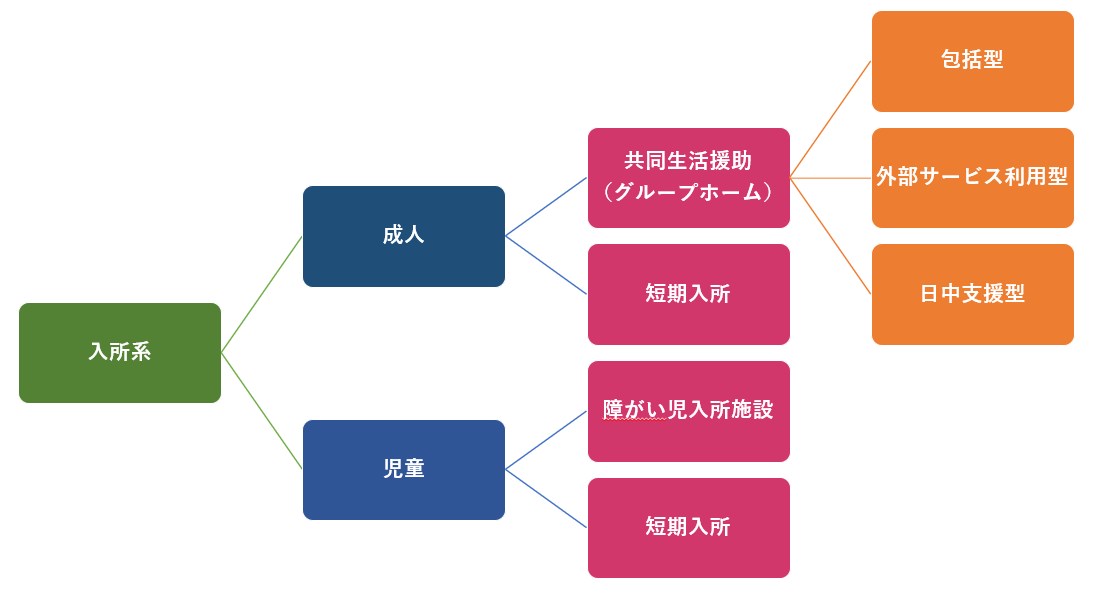 入所系
成人
共同生活援助
（グループホーム）
包括型
外部サービス利用型
日中支援型
短期入所
児童
障がい児入所施設
短期入所